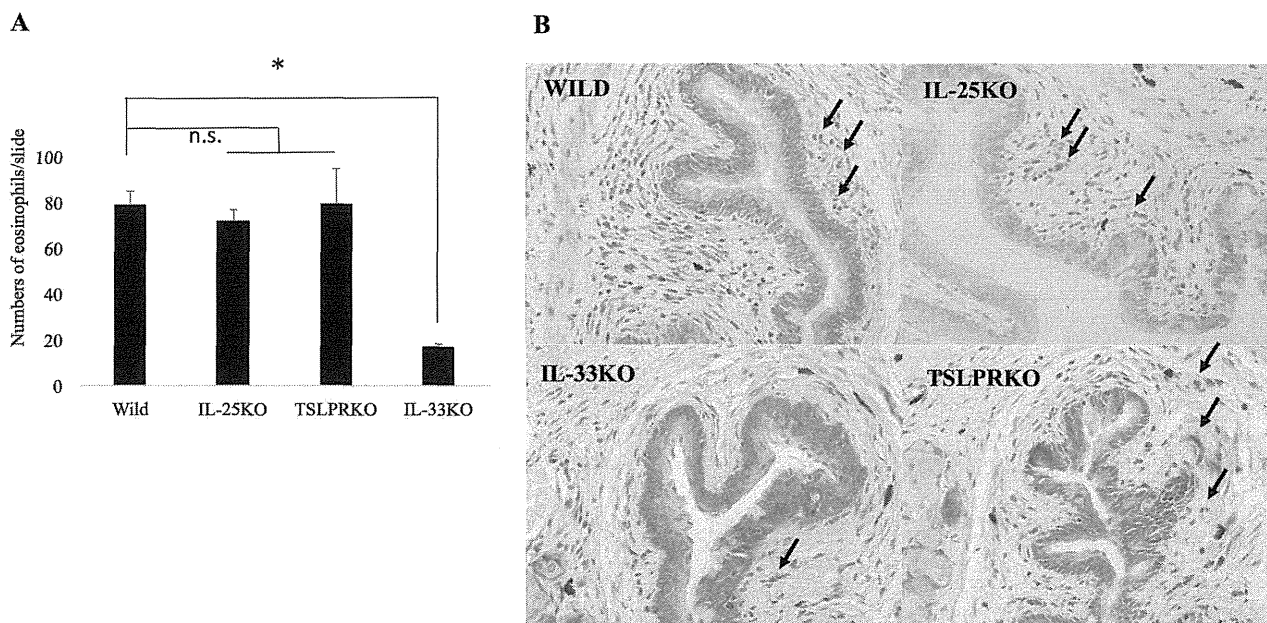 A
*
n.s.
Numbers of eosinophils/slide
100
80
60
40
20
0
Wild IL-25KO TSLPRKO IL-33KO
B
WILD IL-25KO
IL-33KO TSLPRKO